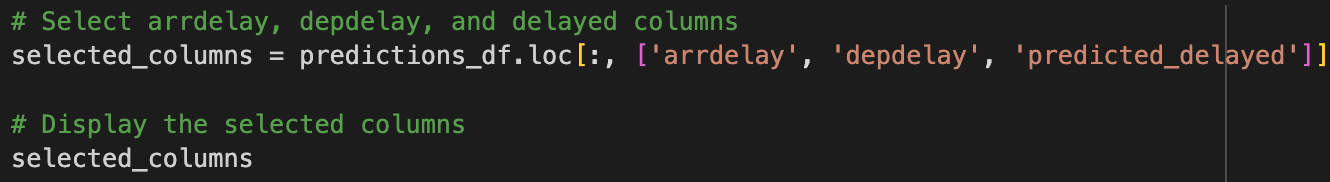 # Select arrdelay, depdelay, and delayed columns
selected_columns = predictions_df.loc[:, ['arrdelay', 'depdelay', 'predicted_delayed']]
# Display the selected columns
selected_columns